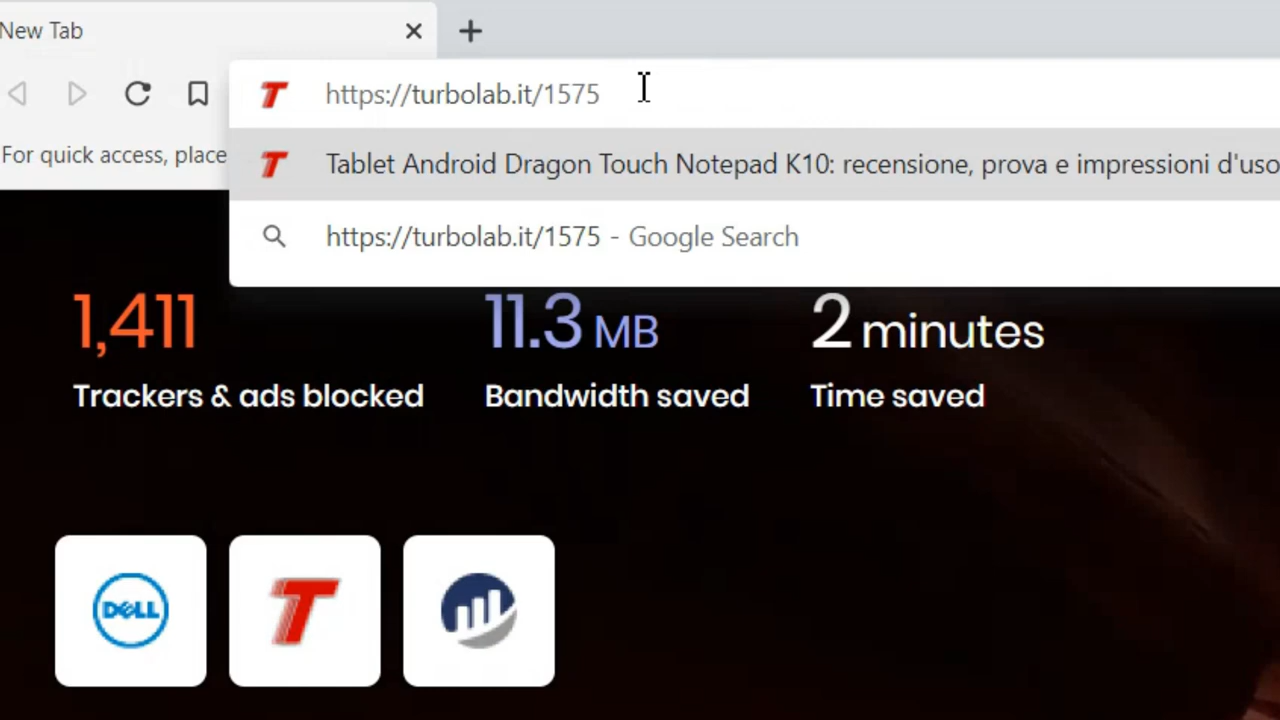 New Tab
https://turbolab.it/1575
For quick access, place
Tablet Android Dragon Touch Notepad K10: recensione, prova e impressioni d'uso
https://turbolab.it/1575 - Google Search
1,411 11.3 MB 2 minutes
Trackers & ads blocked Bandwidth saved Time saved
DELL T